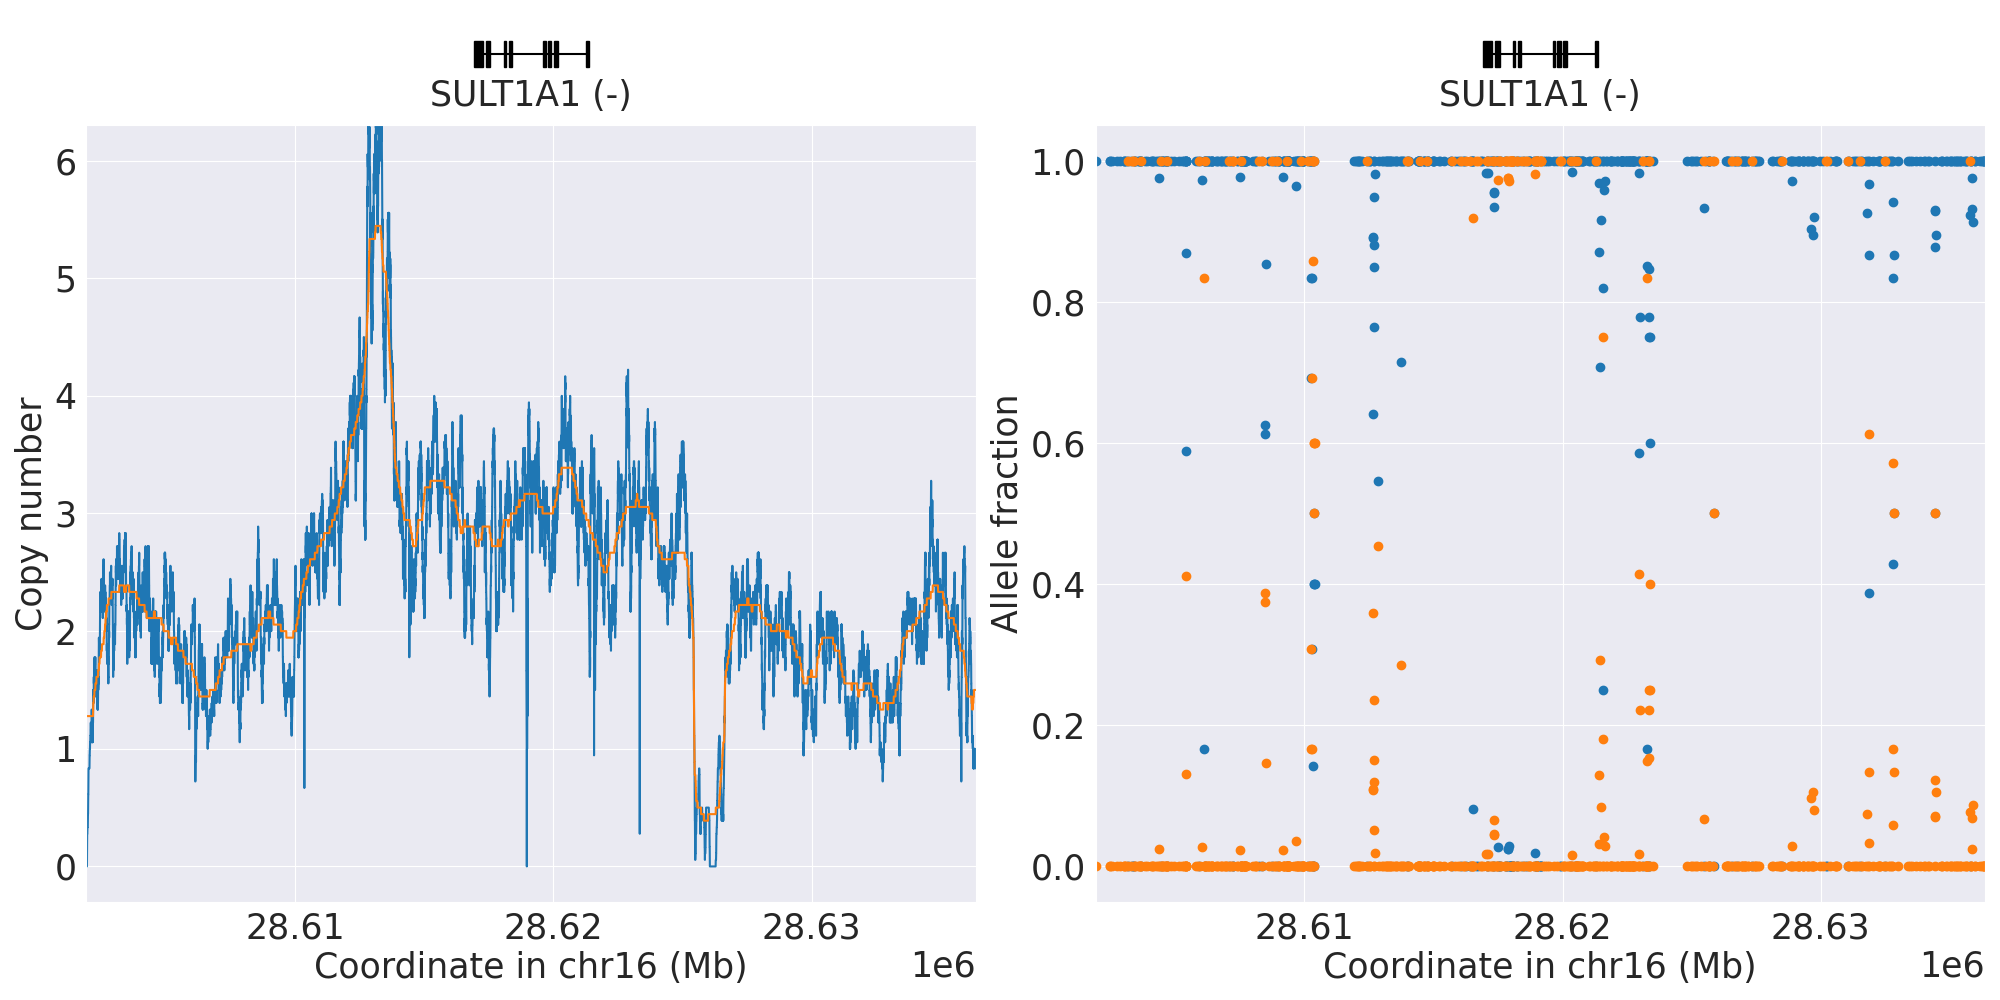 SULT1A1 (-)
6
5
4
3
2
1
0
Copy number
28.61
28.62
28.63
Coordinate in chr16 (Mb)
1e6
SULT1A1 (-)
1.0
0.8
0.6
0.4
0.2
0.0
Allele fraction
28.61
28.62
28.63
Coordinate in chr16 (Mb)
1e6